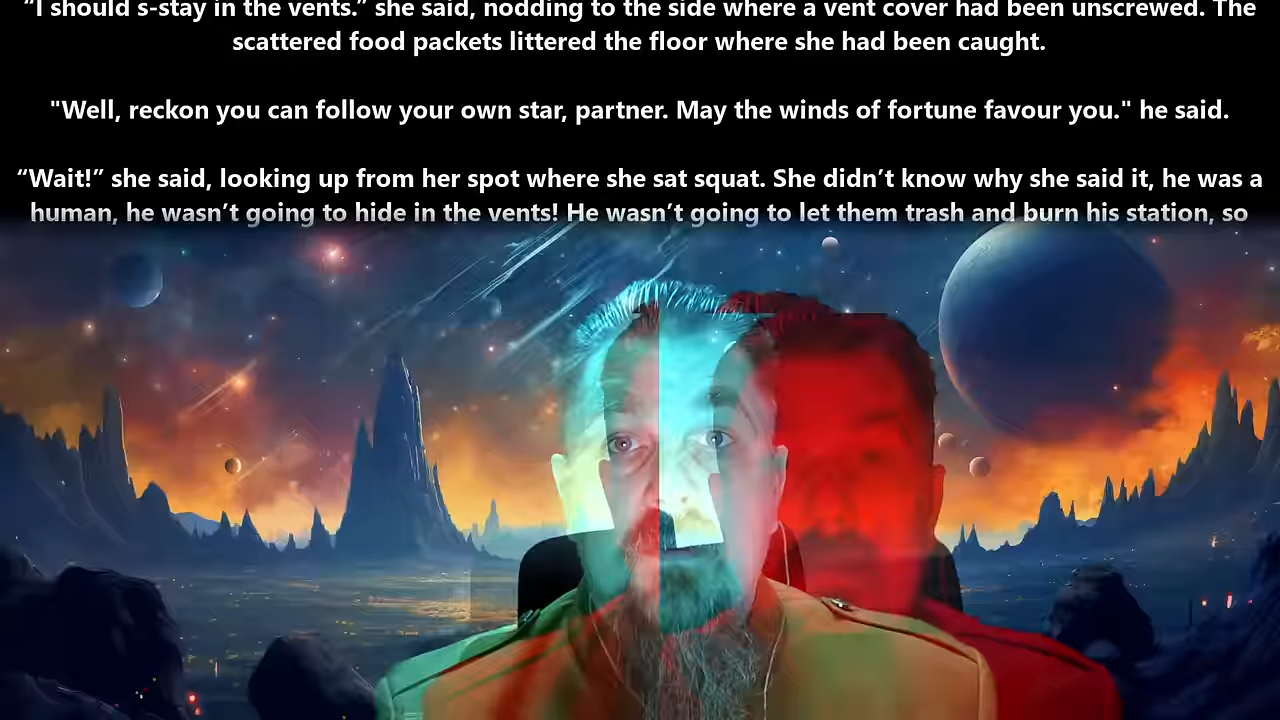 “I should s-stay in the vents.” she said, nodding to the side where a vent cover had been unscrewed. The
scattered food packets littered the floor where she had been caught.
"Well, reckon you can follow your own star, partner. May the winds of fortune favour you." he said.
“Wait!” she said, looking up from her spot where she sat squat. She didn’t know why she said it, he was a
human, he wasn’t going to hide in the vents! He wasn’t going to let them trash and burn his station, so